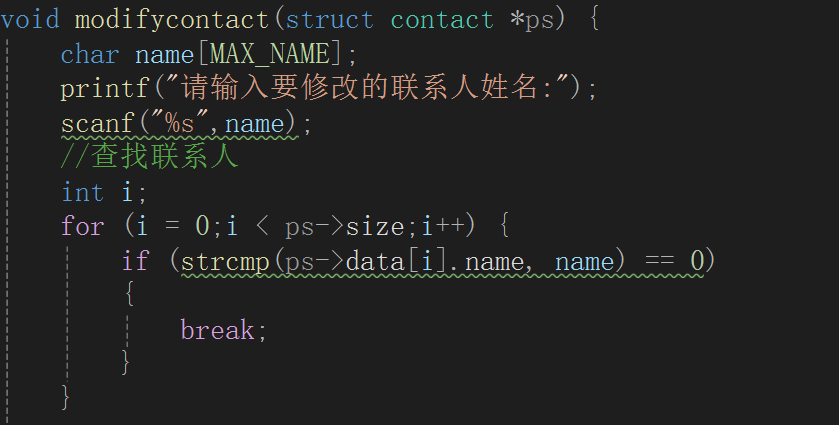 void modifycontact(struct contact *ps) {
char name[MAX_NAME];
printf("请输入要修改的联系人姓名:");
scanf("%s",name);
//查找联系人
int i;
for (i = 0;i < ps->size;i++) {
if (strcmp(ps->data[i].name, name) == 0)
{
break;
}
}